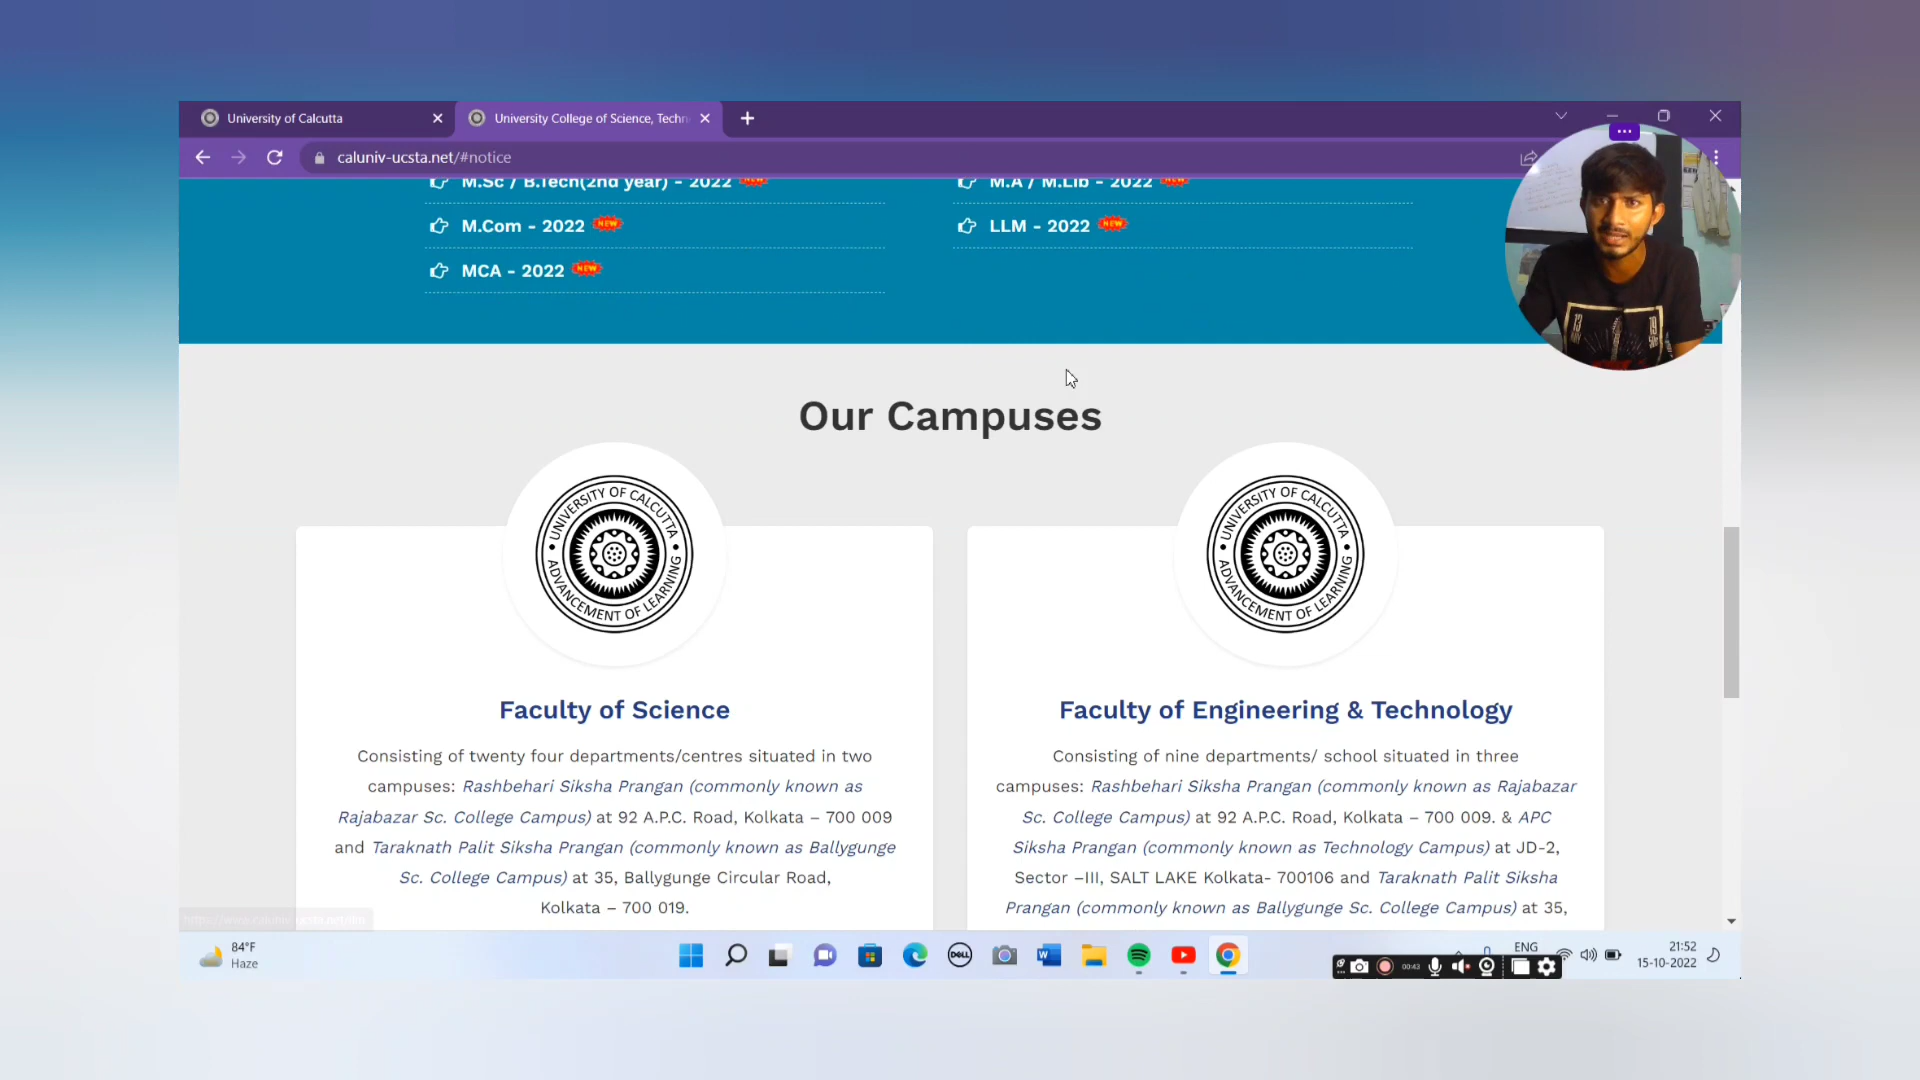 University of Calcutta
University College of Science, Techn
caluniv-ucsta.net/#notice
M.Sc / B.Tech(2nd year) - 2022 NEW
M.A / M.Lib - 2022 NEW
M.Com - 2022 NEW
LLM - 2022 NEW
MCA - 2022 NEW
Our Campuses
UNIVERSITY OF CALCUTTA
ADVANCEMENT OF LEARNING
UNIVERSITY OF CALCUTTA
ADVANCEMENT OF LEARNING
Faculty of Science
Consisting of twenty four departments/centres situated in two
campuses: Rashbehari Siksha Prangan (commonly known as
Rajabazar Sc. College Campus) at 92 A.P.C. Road, Kolkata – 700 009
and Taraknath Palit Siksha Prangan (commonly known as Ballygunge
Sc. College Campus) at 35, Ballygunge Circular Road,
Kolkata – 700 019.
Faculty of Engineering & Technology
Consisting of nine departments/ school situated in three
campuses: Rashbehari Siksha Prangan (commonly known as Rajabazar
Sc. College Campus) at 92 A.P.C. Road, Kolkata – 700 009. & APC
Siksha Prangan (commonly known as Technology Campus) at JD-2,
Sector –III, SALT LAKE Kolkata- 700106 and Taraknath Palit Siksha
Prangan (commonly known as Ballygunge Sc. College Campus) at 35,
84°F
Haze
DELL
W
00:43
ENG
21:52
15-10-2022